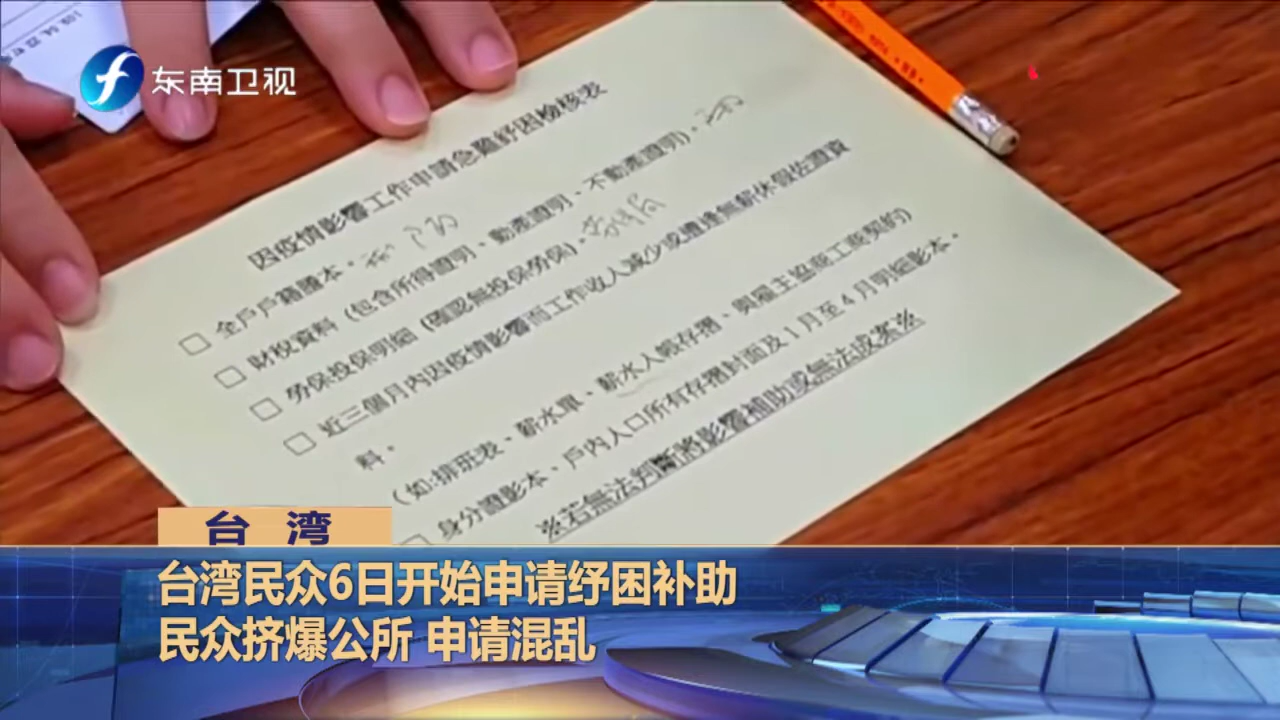 东南卫视
因疫情影響工作申請急難紓困檢核表
□ 全戶戶籍謄本。
□ 財稅資料（包含所得證明、動產證明、不動產證明)。
□ 勞保投保明細 (確認無投保勞保)。勞保局
□ 近三個月內因疫情影響而工作收入減少或遭逢無薪休假佐證資
料。
（如:排班表、薪水單、薪水入帳存摺、與雇主協商工作契約)
□ 身分證影本、戶內人口所有存摺封面及 1 月至 4 月明細影本。
※若無法判斷將影響補助或無法成案※
台 湾
台湾民众6日开始申请纾困补助
民众挤爆公所 申请混乱